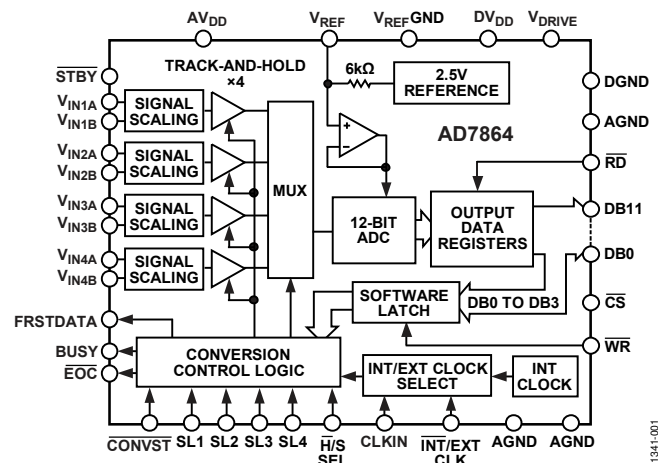 AVDD VREF VREFGND DVDD VDRIVE
STBY
TRACK-AND-HOLD
×4
6kΩ
2.5V
REFERENCE
DGND
VIN1A
VIN1B
SIGNAL
SCALING
AD7864
AGND
VIN2A
VIN2B
SIGNAL
SCALING
MUX
+
–
RD
VIN3A
VIN3B
SIGNAL
SCALING
12-BIT
ADC
OUTPUT
DATA
REGISTERS
DB11
VIN4A
VIN4B
SIGNAL
SCALING
DB0
SOFTWARE
LATCH
DB0 TO DB3
CS
FRSTDATA
WR
BUSY
EOC
CONVERSION
CONTROL LOGIC
INT/EXT CLOCK
SELECT
INT
CLOCK
CONVST SL1 SL2 SL3 SL4 H/S
SEL
CLKIN INT/EXT
CLK
AGND AGND
1341-001